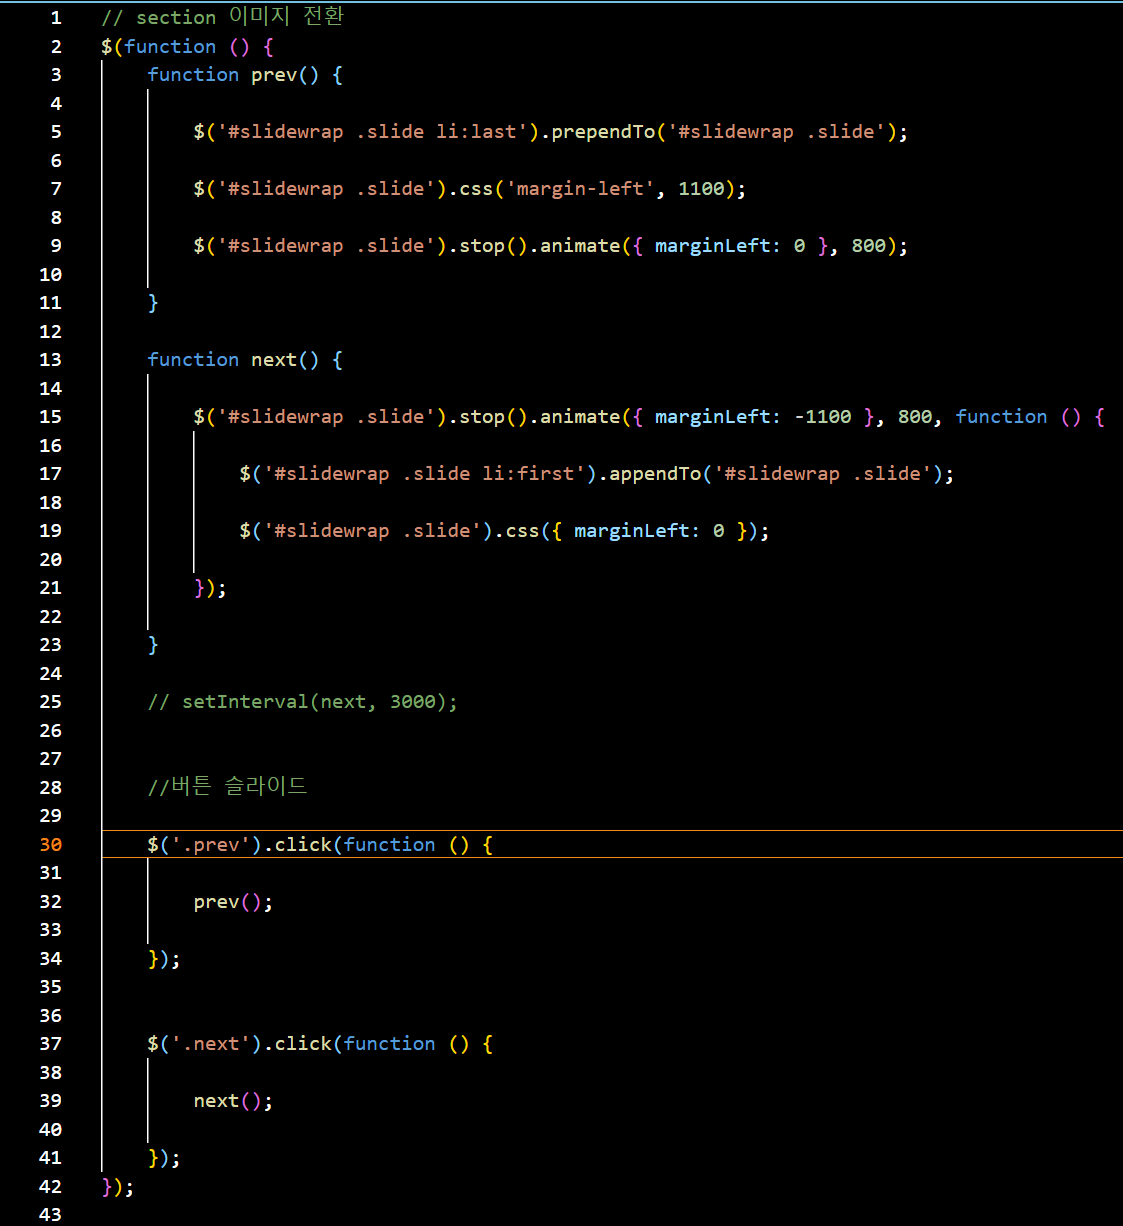 1 // section 이미지 전환
2 $(function () {
3 function prev() {
4
5 $('#slidewrap .slide li:last').prependTo('#slidewrap .slide');
6
7 $('#slidewrap .slide').css('margin-left', 1100);
8
9 $('#slidewrap .slide').stop().animate({ marginLeft: 0 }, 800);
10
11 }
12
13 function next() {
14
15 $('#slidewrap .slide').stop().animate({ marginLeft: -1100 }, 800, function () {
16
17 $('#slidewrap .slide li:first').appendTo('#slidewrap .slide');
18
19 $('#slidewrap .slide').css({ marginLeft: 0 });
20
21 });
22
23 }
24
25 // setInterval(next, 3000);
26
27
28 //버튼 슬라이드
29
30 $('.prev').click(function () {
31
32 prev();
33
34 });
35
36
37 $('.next').click(function () {
38
39 next();
40
41 });
42 });
43